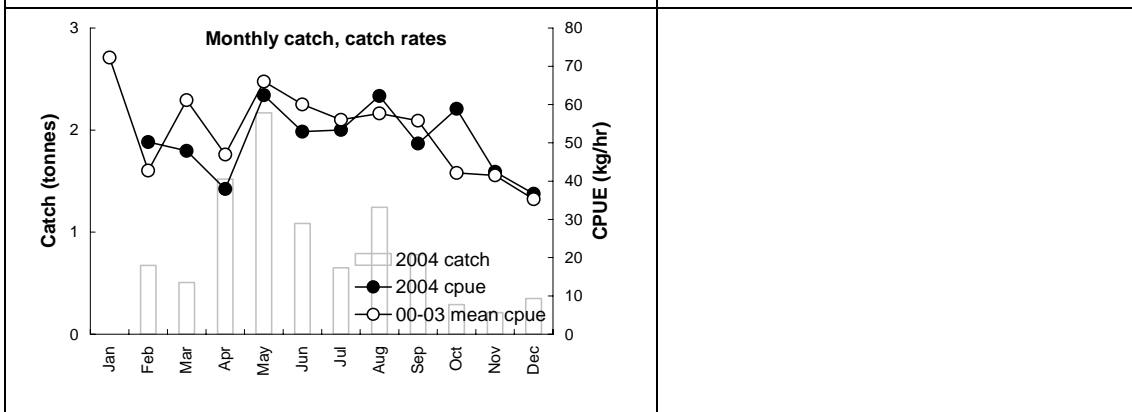 Monthly catch, catch rates
3
2
1
0
Catch (tonnes)
80
70
60
50
40
30
20
10
0
CPUE (kg/hr)
2004 catch
2004 cpue
00-03 mean cpue
Jan
Feb
Mar
Apr
May
Jun
Jul
Aug
Sep
Oct
Nov
Dec